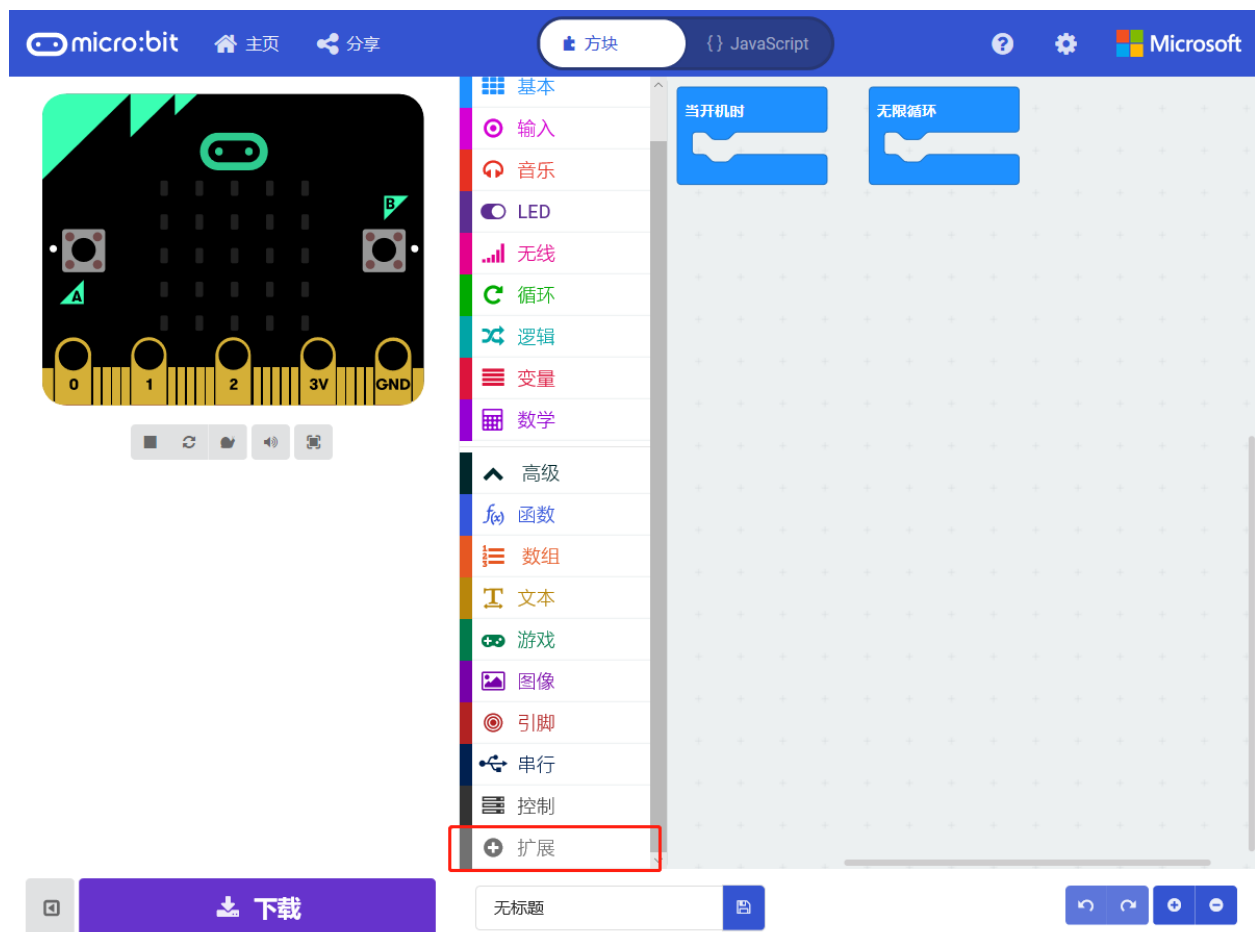 micro:bit 主页 分享 方块 {} JavaScript Microsoft
B
A
0 1 2 3V GND
基本
输入
音乐
LED
无线
循环
逻辑
变量
数学
高级
f(x) 函数
数组
文本
游戏
图像
引脚
串行
控制
扩展
当开机时 无限循环
下载 无标题